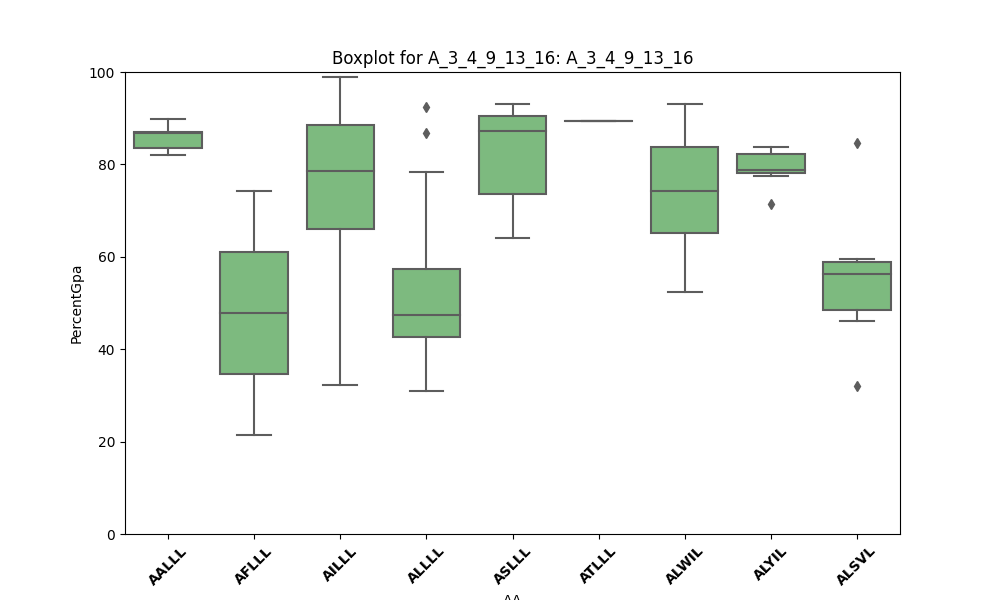 Boxplot for A_3_4_9_13_16: A_3_4_9_13_16
100
80
60
40
20
0
PercentGpa
AALLL
AFLLL
AILLL
ALLLL
ASLLL
ATLLL
ALWIL
ALYIL
ALSVL
AA